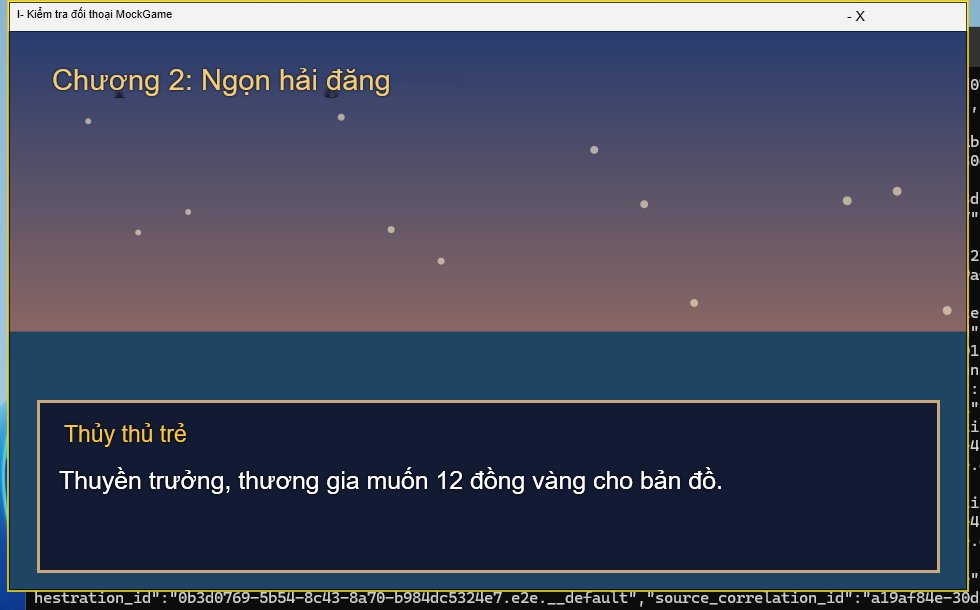 I- Kiểm tra đối thoại MockGame
- X
Chương 2: Ngọn hải đăng
Thủy thủ trẻ
Thuyền trưởng, thương gia muốn 12 đồng vàng cho bản đồ.
hestration_id":"0b3d0769-5b54-8c43-8a70-b984dc5324e7.e2e.__default","source_correlation_id":"a19af84e-30d